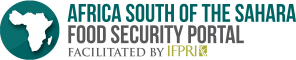 AFRICA SOUTH OF THE SAHARA
FOOD SECURITY PORTAL
FACILITATED BY IFPRI